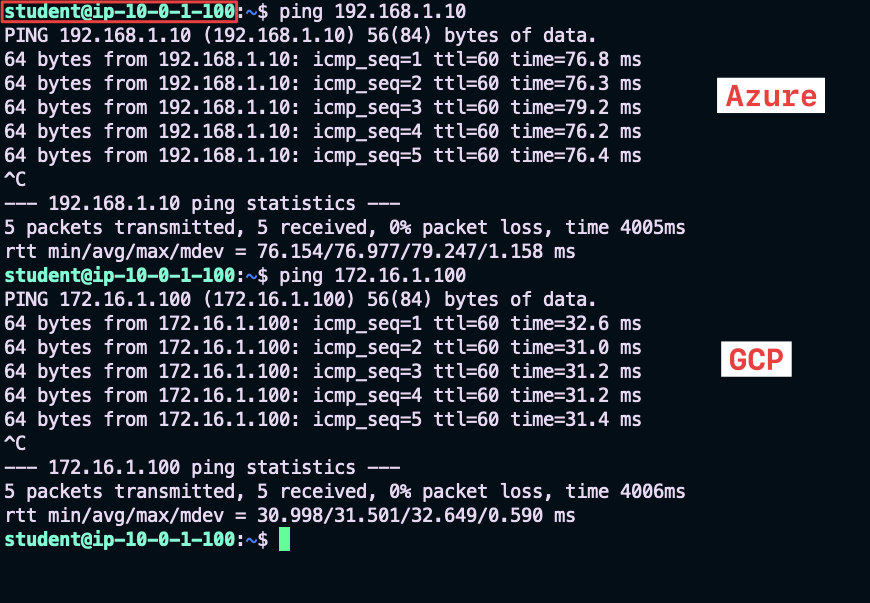 student@ip-10-0-1-100:~$ ping 192.168.1.10
PING 192.168.1.10 (192.168.1.10) 56(84) bytes of data.
64 bytes from 192.168.1.10: icmp_seq=1 ttl=60 time=76.8 ms
64 bytes from 192.168.1.10: icmp_seq=2 ttl=60 time=76.3 ms
Azure
64 bytes from 192.168.1.10: icmp_seq=3 ttl=60 time=79.2 ms
64 bytes from 192.168.1.10: icmp_seq=4 ttl=60 time=76.2 ms
64 bytes from 192.168.1.10: icmp_seq=5 ttl=60 time=76.4 ms
^C
--- 192.168.1.10 ping statistics ---
5 packets transmitted, 5 received, 0% packet loss, time 4005ms
rtt min/avg/max/mdev = 76.154/76.977/79.247/1.158 ms
student@ip-10-0-1-100:~$ ping 172.16.1.100
PING 172.16.1.100 (172.16.1.100) 56(84) bytes of data.
64 bytes from 172.16.1.100: icmp_seq=1 ttl=60 time=32.6 ms
64 bytes from 172.16.1.100: icmp_seq=2 ttl=60 time=31.0 ms
GCP
64 bytes from 172.16.1.100: icmp_seq=3 ttl=60 time=31.2 ms
64 bytes from 172.16.1.100: icmp_seq=4 ttl=60 time=31.2 ms
64 bytes from 172.16.1.100: icmp_seq=5 ttl=60 time=31.4 ms
^C
--- 172.16.1.100 ping statistics ---
5 packets transmitted, 5 received, 0% packet loss, time 4006ms
rtt min/avg/max/mdev = 30.998/31.501/32.649/0.590 ms
student@ip-10-0-1-100:~$